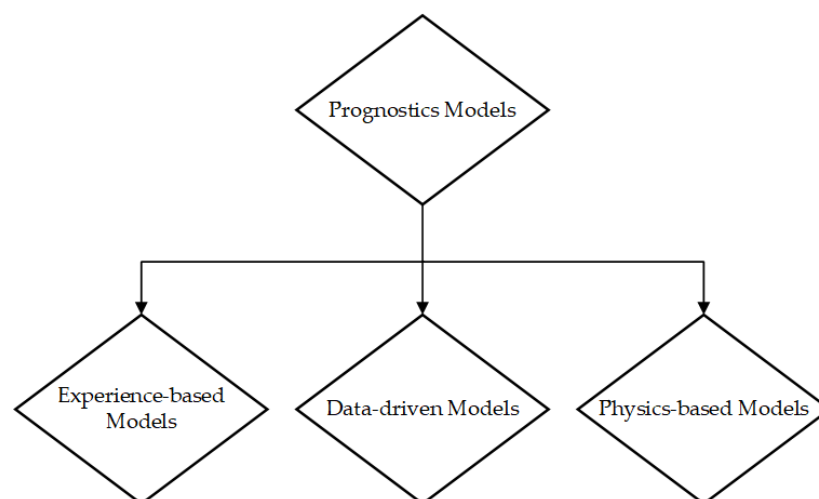 Prognostics Models
Experience-based
Models
Data-driven Models
Physics-based Models